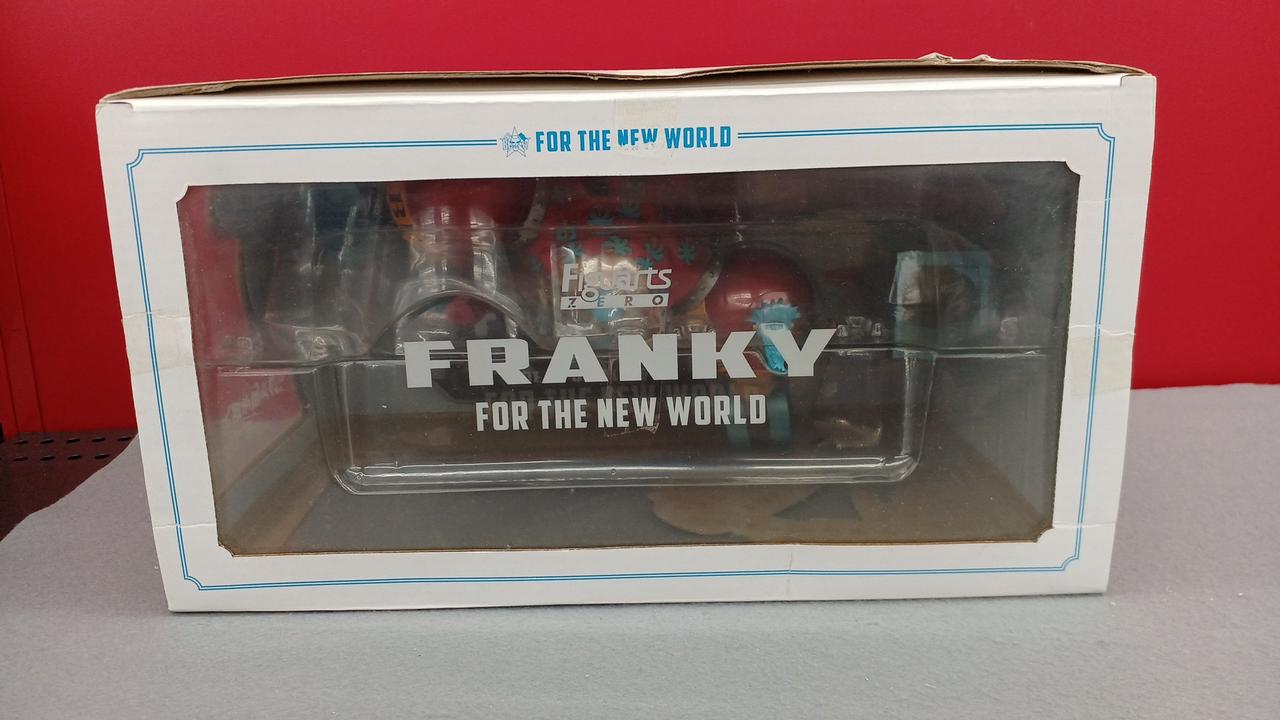 FOR THE NEW WORLD
Figuarts
ZERO
FRANKY
FOR THE NEW WORLD